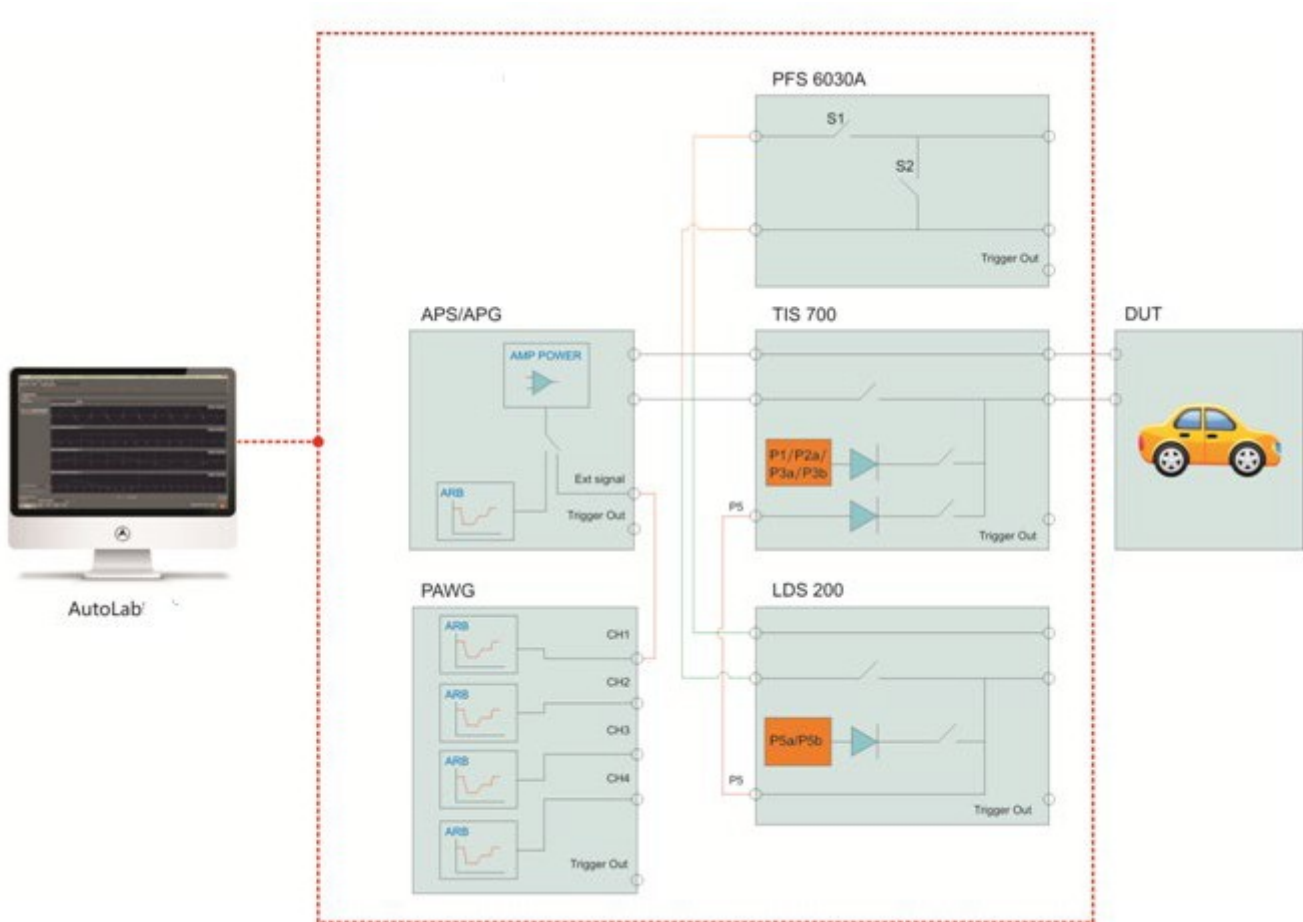 PFS 6030A
S1
S2
Trigger Out
APS/APG
AMP POWER
Ext signal
ARB
Trigger Out
TIS 700
P1/P2a/
P3a/P3b
P5
Trigger Out
DUT
AutoLab
PAWG
ARB
CH1
CH2
ARB
CH3
ARB
CH4
ARB
Trigger Out
LDS 200
P5a/P5b
P5
Trigger Out